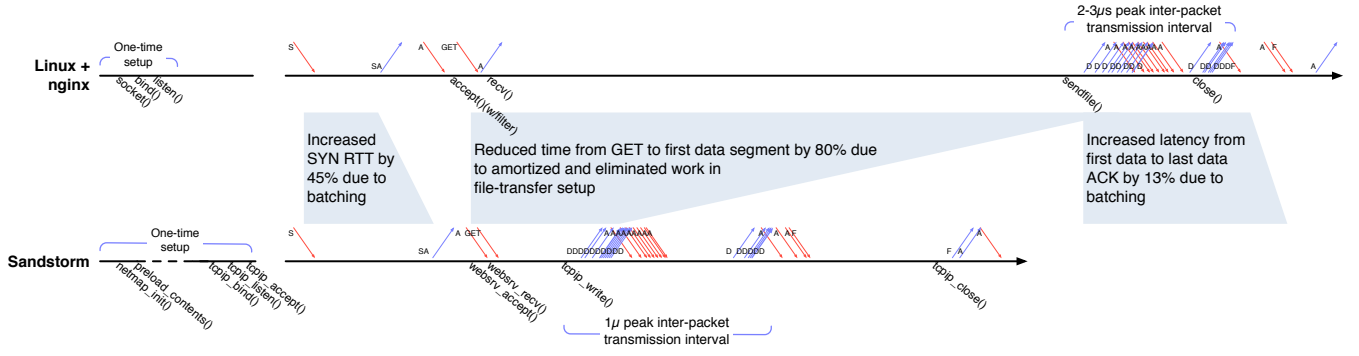 2-3µs peak inter-packet
transmission interval
One-time
setup
S
SA
A
GET
A
Linux +
nginx
socket()
bind()
listen()
accept()(w/filter)
recv()
sendfile()
close()
A
F
A
Increased
SYN RTT by
45% due to
batching
Reduced time from GET to first data segment by 80% due
to amortized and eliminated work in
file-transfer setup
Increased latency from
first data to last data
ACK by 13% due to
batching
One-time
setup
S
SA
A GET
DDDDDDDDD
D DDDDD
A A AF
F A
A
Sandstorm
netmap_init()
preload_contents()
tcpip_bind()
tcpip_listen()
tcpip_accept()
websrv_accept()
websrv_recv()
tcpip_write()
tcpip_close()
1µ peak inter-packet
transmission interval